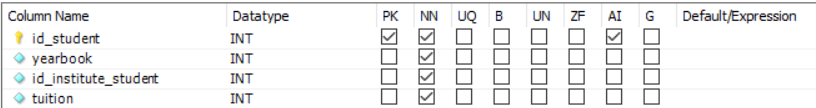 Column Name Datatype PK NN UQ B UN ZF AI G Default/Expression
id_student INT
yearbook INT
id_institute_student INT
tuition INT